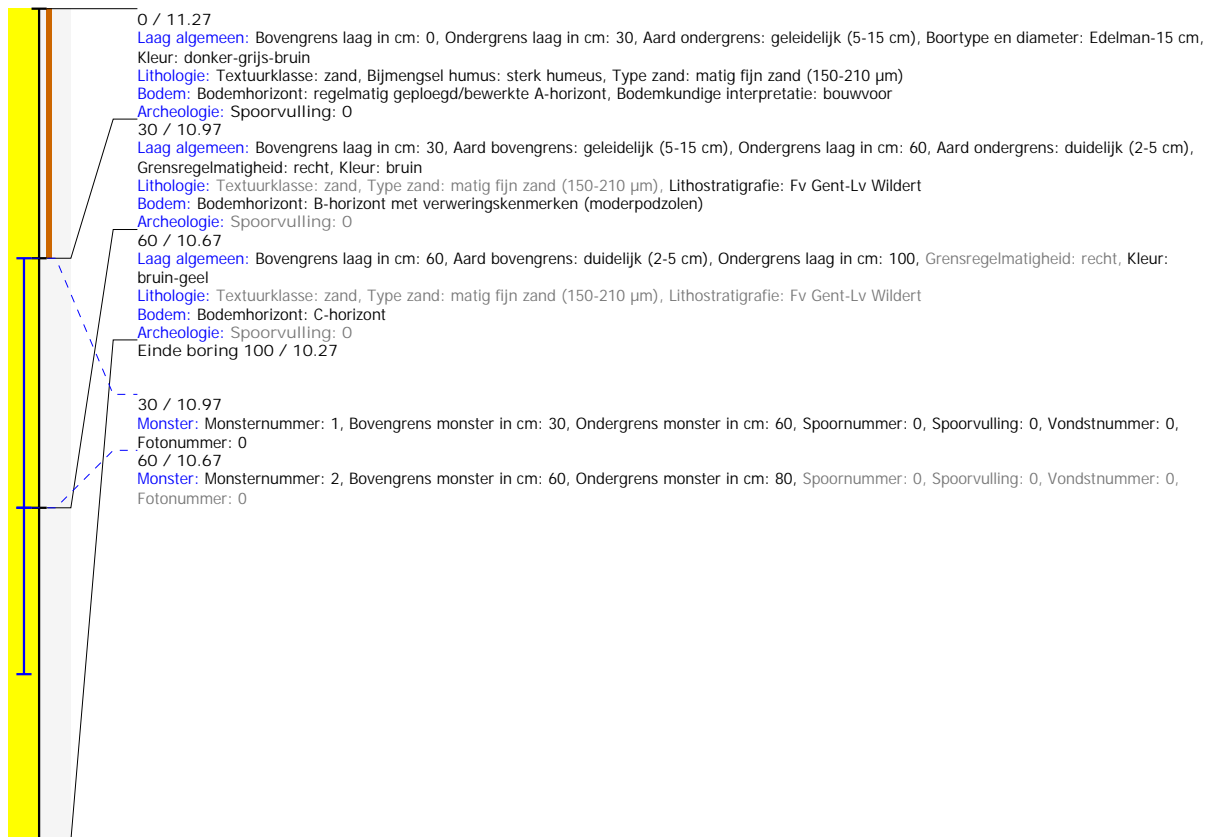 0 / 11.27
Laag algemeen: Bovengrens laag in cm: 0, Ondergrens laag in cm: 30, Aard ondergrens: geleidelijk (5-15 cm), Boortype en diameter: Edelman-15 cm,
Kleur: donker-grijs-bruin
Lithologie: Textuurklasse: zand, Bijmengsel humus: sterk humeus, Type zand: matig fijn zand (150-210 µm)
Bodem: Bodemhorizont: regelmatig geploegd/bewerkte A-horizont, Bodemkundige interpretatie: bouwvoor
Archeologie: Spoorvulling: 0
30 / 10.97
Laag algemeen: Bovengrens laag in cm: 30, Aard bovengrens: geleidelijk (5-15 cm), Ondergrens laag in cm: 60, Aard ondergrens: duidelijk (2-5 cm),
Grensregelmatigheid: recht, Kleur: bruin
Lithologie: Textuurklasse: zand, Type zand: matig fijn zand (150-210 µm), Lithostratigrafie: Fv Gent-Lv Wildert
Bodem: Bodemhorizont: B-horizont met verweringskenmerken (moderpodzolen)
Archeologie: Spoorvulling: 0
60 / 10.67
Laag algemeen: Bovengrens laag in cm: 60, Aard bovengrens: duidelijk (2-5 cm), Ondergrens laag in cm: 100, Grensregelmatigheid: recht, Kleur:
bruin-geel
Lithologie: Textuurklasse: zand, Type zand: matig fijn zand (150-210 µm), Lithostratigrafie: Fv Gent-Lv Wildert
Bodem: Bodemhorizont: C-horizont
Archeologie: Spoorvulling: 0
Einde boring 100 / 10.27
30 / 10.97
Monster: Monsternummer: 1, Bovengrens monster in cm: 30, Ondergrens monster in cm: 60, Spoornummer: 0, Spoorvulling: 0, Vondstnummer: 0,
Fotonummer: 0
60 / 10.67
Monster: Monsternummer: 2, Bovengrens monster in cm: 60, Ondergrens monster in cm: 80, Spoornummer: 0, Spoorvulling: 0, Vondstnummer: 0,
Fotonummer: 0